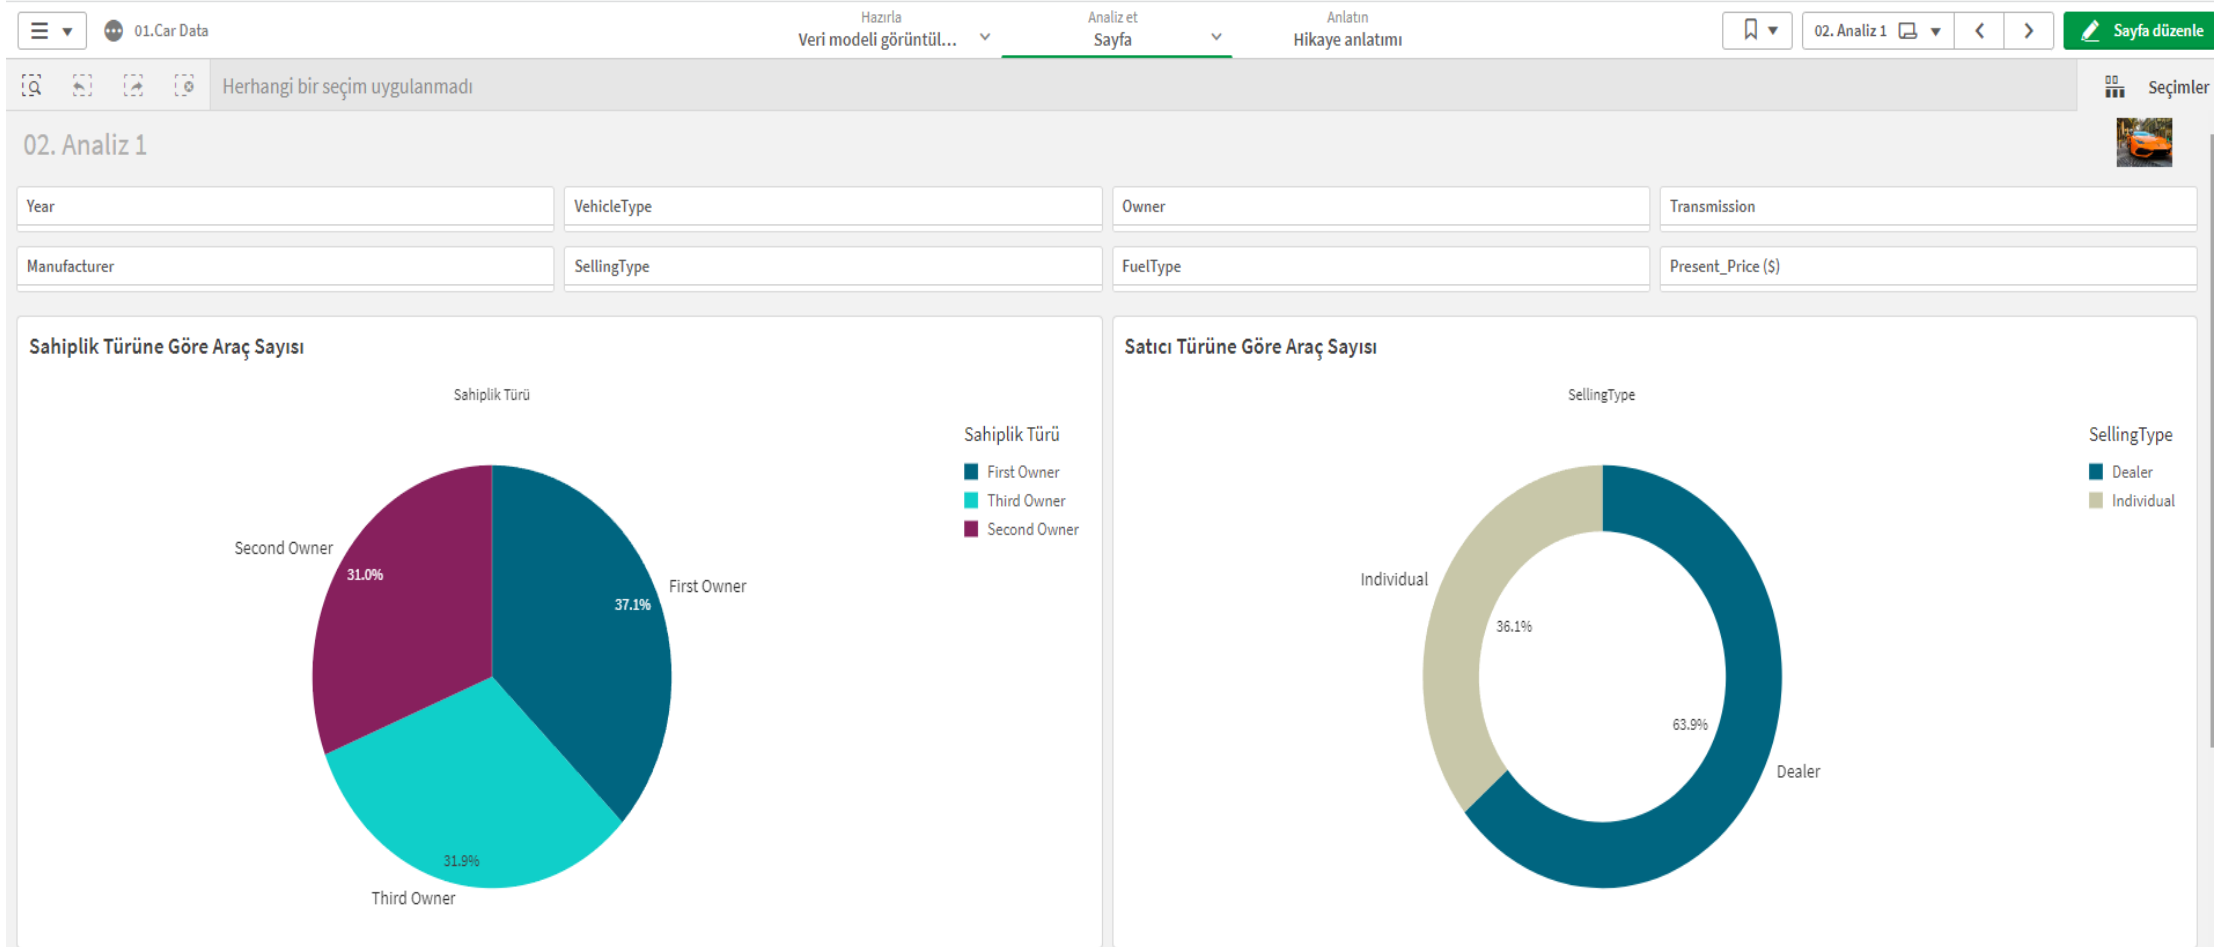 01.Car Data
Hazırla
Veri modeli görüntül...
Analiz et
Sayfa
Anlatın
Hikaye anlatımı
02. Analiz 1
Sayfa düzenle
Herhangi bir seçim uygulanmadı
Seçimler
02. Analiz 1
Year
VehicleType
Owner
Transmission
Manufacturer
SellingType
FuelType
Present_Price ($)
Sahiplik Türüne Göre Araç Sayısı
Sahiplik Türü
Sahiplik Türü
First Owner
Third Owner
Second Owner
Second Owner
31.0%
First Owner
37.1%
31.9%
Third Owner
Satıcı Türüne Göre Araç Sayısı
SellingType
SellingType
Dealer
Individual
Individual
36.1%
63.9%
Dealer